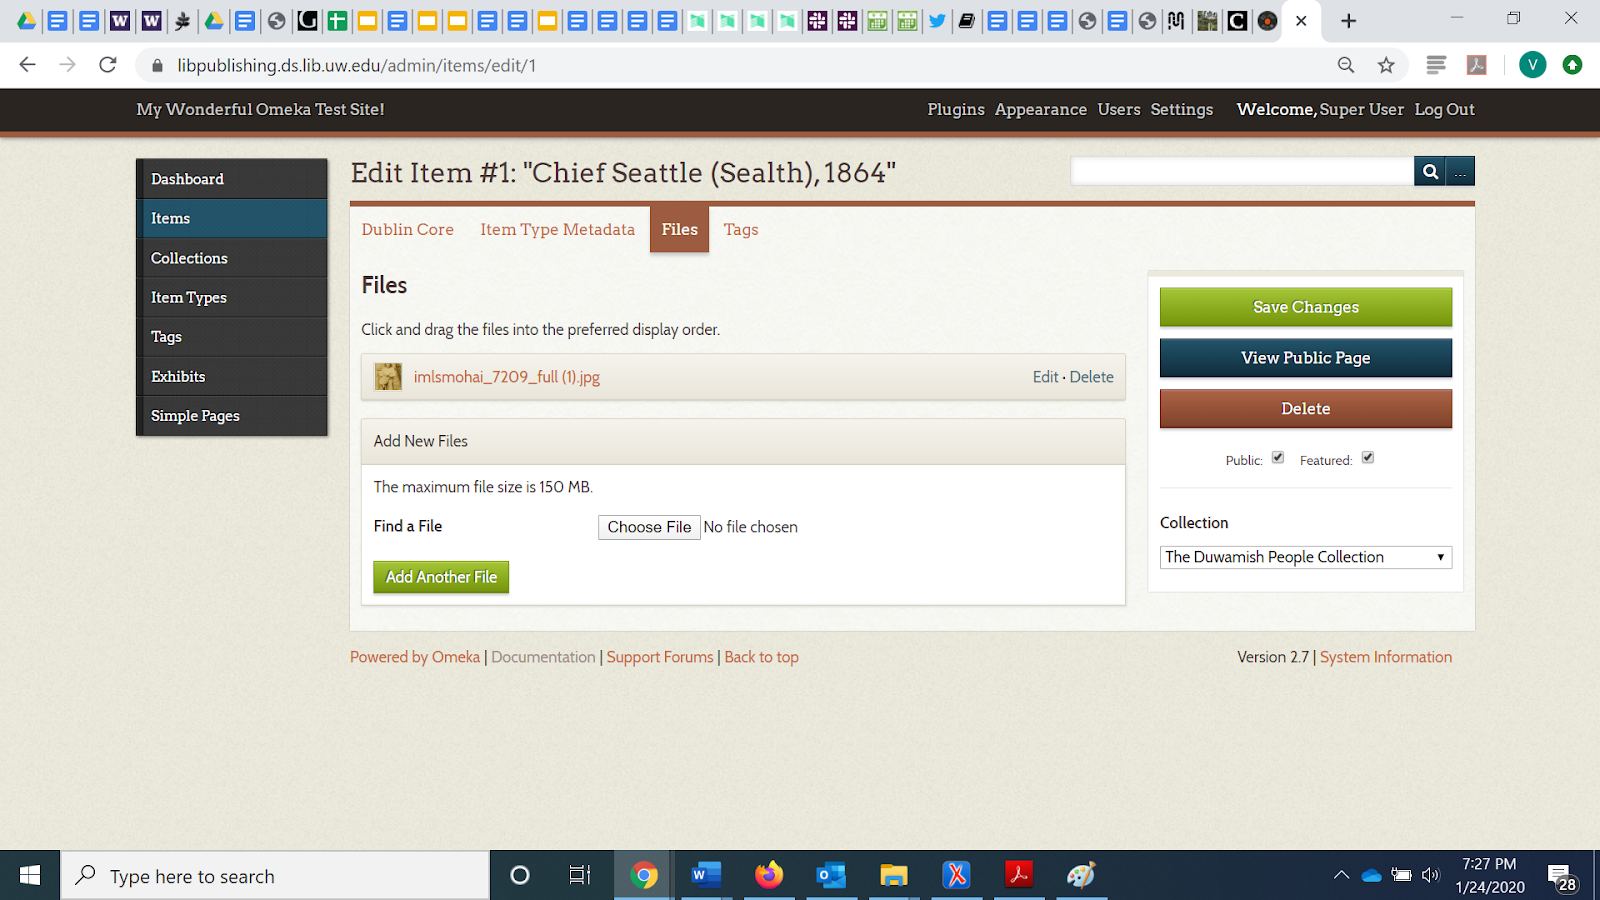 libpublishing.ds.lib.uw.edu/admin/items/edit/1
V
My Wonderful Omeka Test Site!
Plugins Appearance Users Settings Welcome, Super User Log Out
Dashboard
Items
Collections
Item Types
Tags
Exhibits
Simple Pages
Edit Item #1: "Chief Seattle (Sealth), 1864"
...
Dublin Core Item Type Metadata Files Tags
Files
Click and drag the files into the preferred display order.
imlsmohai_7209_full (1).jpg Edit · Delete
Add New Files
The maximum file size is 150 MB.
Find a File Choose File No file chosen
Add Another File
Save Changes
View Public Page
Delete
Public: Featured:
Collection
The Duwamish People Collection
Powered by Omeka | Documentation | Support Forums | Back to top
Version 2.7 | System Information
Type here to search
7:27 PM
1/24/2020
28